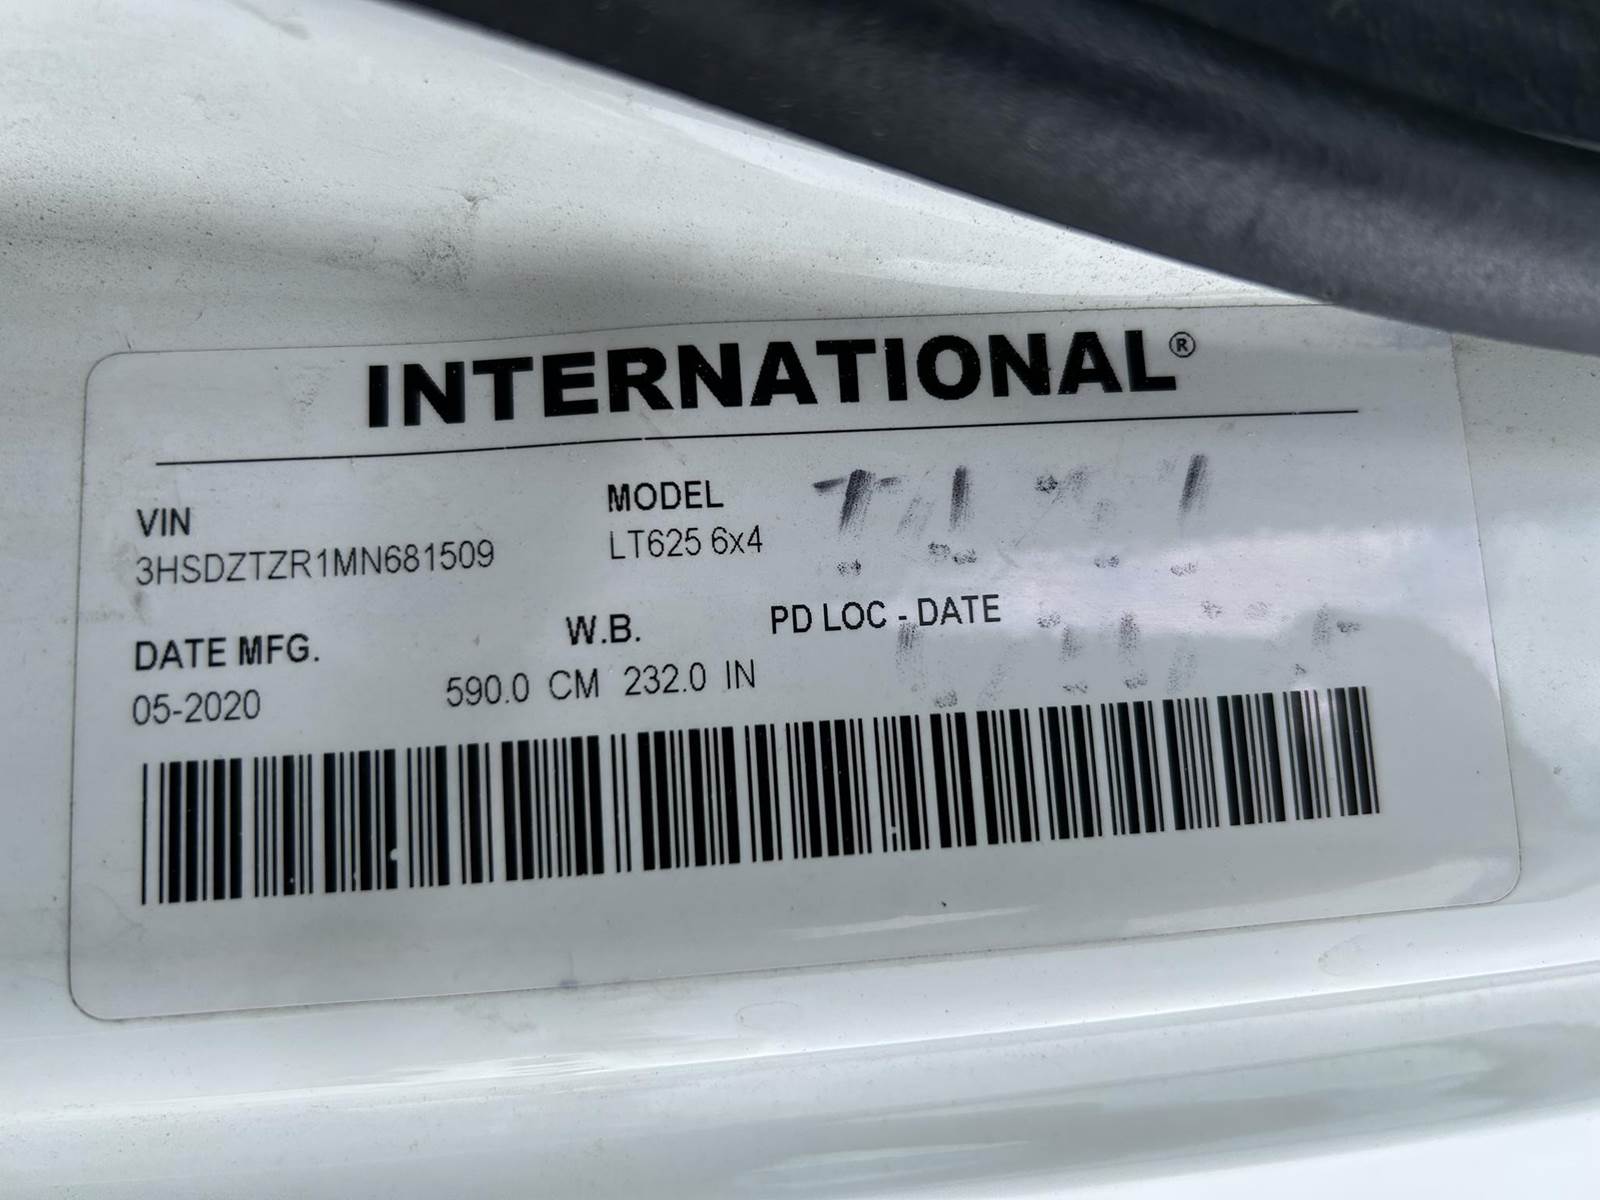 INTERNATIONAL®
VIN
3HSDZTZR1MN681509
MODEL
LT625 6x4
DATE MFG.
05-2020
W.B.
590.0 CM 232.0 IN
PD LOC - DATE